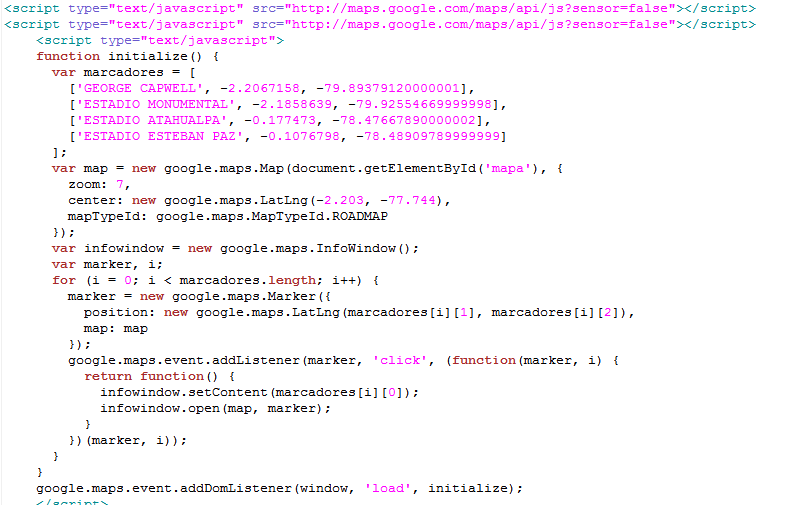 <script type="text/javascript" src="http://maps.google.com/maps/api/js?sensor=false"></script>
<script type="text/javascript" src="http://maps.google.com/maps/api/js?sensor=false"></script>
    <script type="text/javascript">
    function initialize() {
      var marcadores = [
        ['GEORGE CAPWELL', -2.2067158, -79.89379120000001],
        ['ESTADIO MONUMENTAL', -2.1858639, -79.92554669999998],
        ['ESTADIO ATAHUALPA', -0.177473, -78.47667890000002],
        ['ESTADIO ESTEBAN PAZ', -0.1076798, -78.48909789999999]
      ];
      var map = new google.maps.Map(document.getElementById('mapa'), {
        zoom: 7,
        center: new google.maps.LatLng(-2.203, -77.744),
        mapTypeId: google.maps.MapTypeId.ROADMAP
      });
      var infowindow = new google.maps.InfoWindow();
      var marker, i;
      for (i = 0; i < marcadores.length; i++) {
        marker = new google.maps.Marker({
          position: new google.maps.LatLng(marcadores[i][1], marcadores[i][2]),
          map: map
        });
        google.maps.event.addListener(marker, 'click', (function(marker, i) {
          return function() {
            infowindow.setContent(marcadores[i][0]);
            infowindow.open(map, marker);
          }
        })(marker, i));
      }
    }
    google.maps.event.addDomListener(window, 'load', initialize);
    </script>